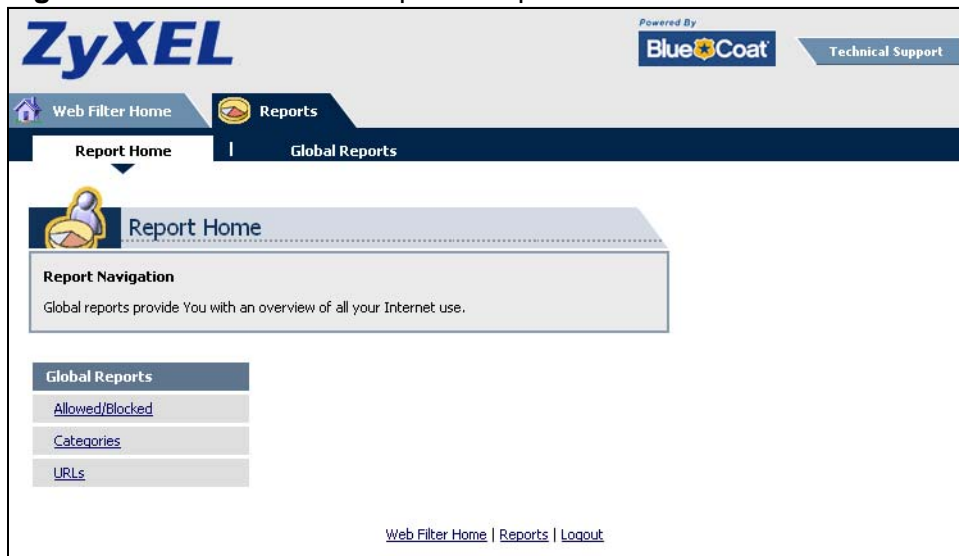 ZyXEL
Powered By
Blue Coat
Technical Support
Web Filter Home
Reports
Report Home | Global Reports
Report Home
Report Navigation
Global reports provide You with an overview of all your Internet use.
Global Reports
Allowed/Blocked
Categories
URLs
Web Filter Home | Reports | Logout